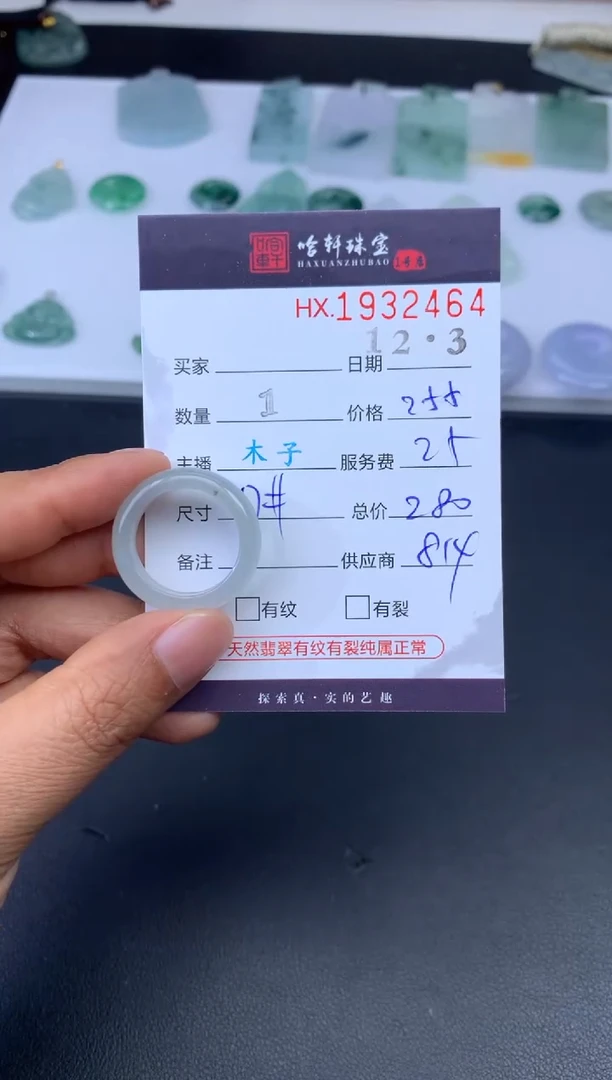 哈轩珠宝
HAXUANZHUBAO
HX.1932464
买家 日期 12·3
数量 1 价格 255
主播 木子 服务费 25
尺寸 总价 280
备注 供应商 814
□有纹 □有裂
天然翡翠有纹有裂纯属正常
探索真·实的艺趣